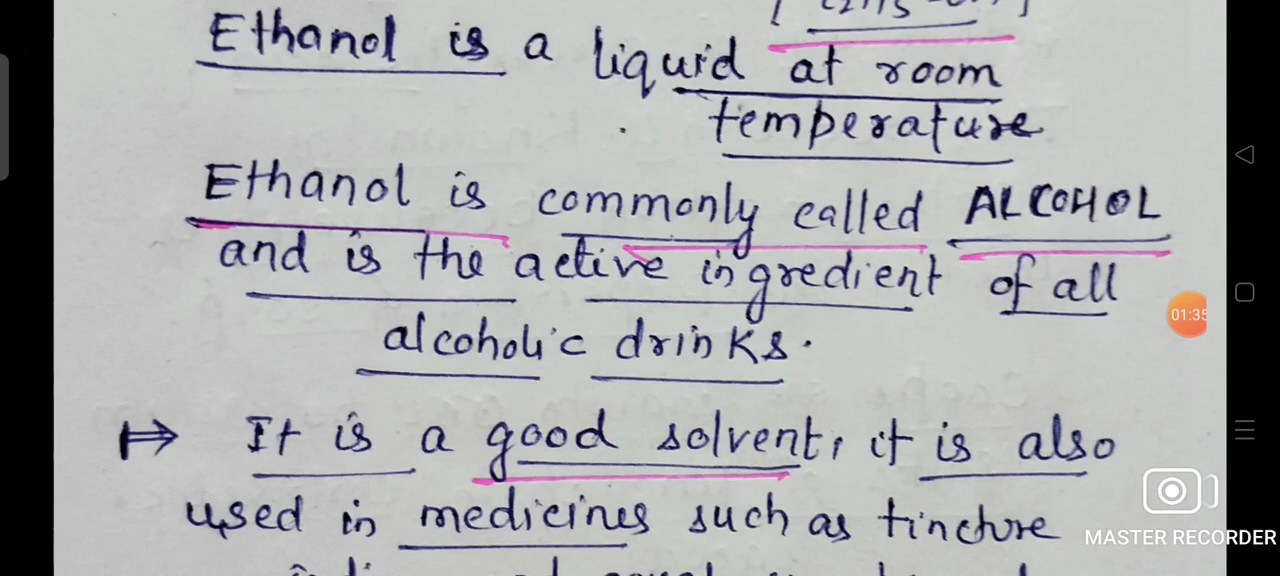 Ethanol is a liquid at room
temperature
Ethanol is commonly called ALCOHOL
and is the active ingredient of all
alcoholic drinks.
It is a good solvent, it is also
used in medicines such as tincture
01:35
MASTER RECORDER